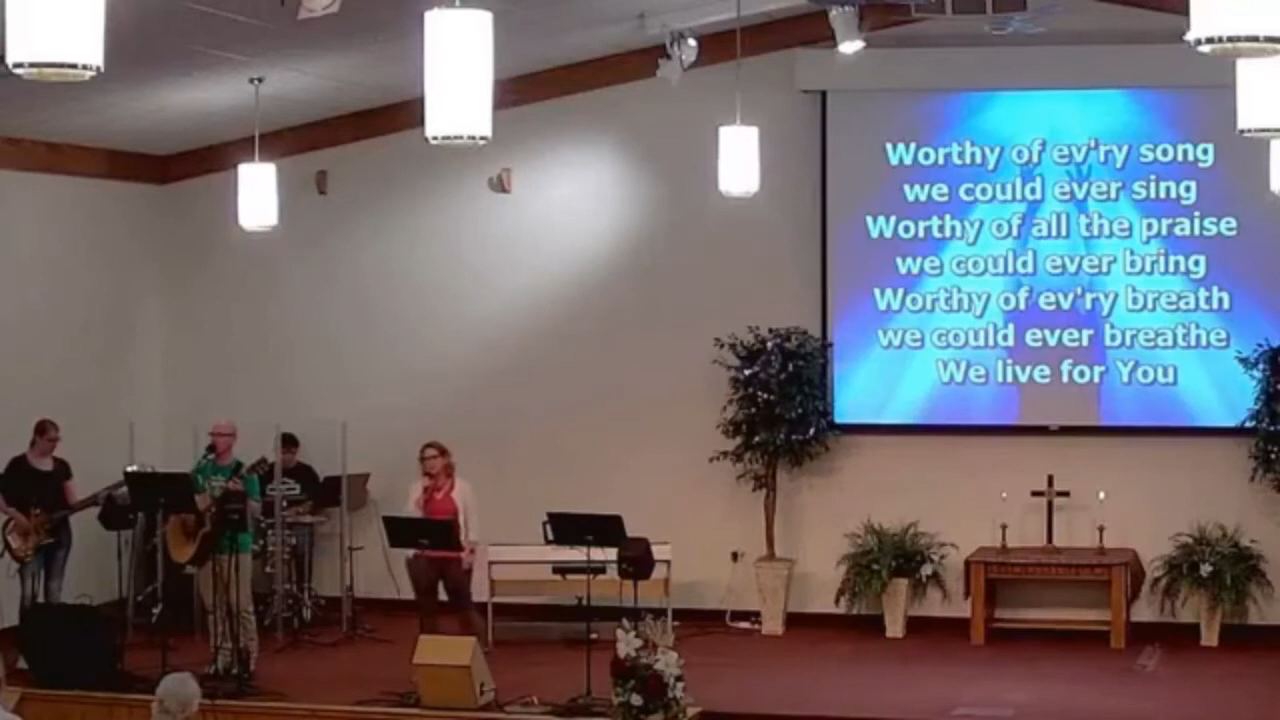 Worthy of ev'ry song
we could ever sing
Worthy of all the praise
we could ever bring
Worthy of ev'ry breath
we could ever breathe
We live for You